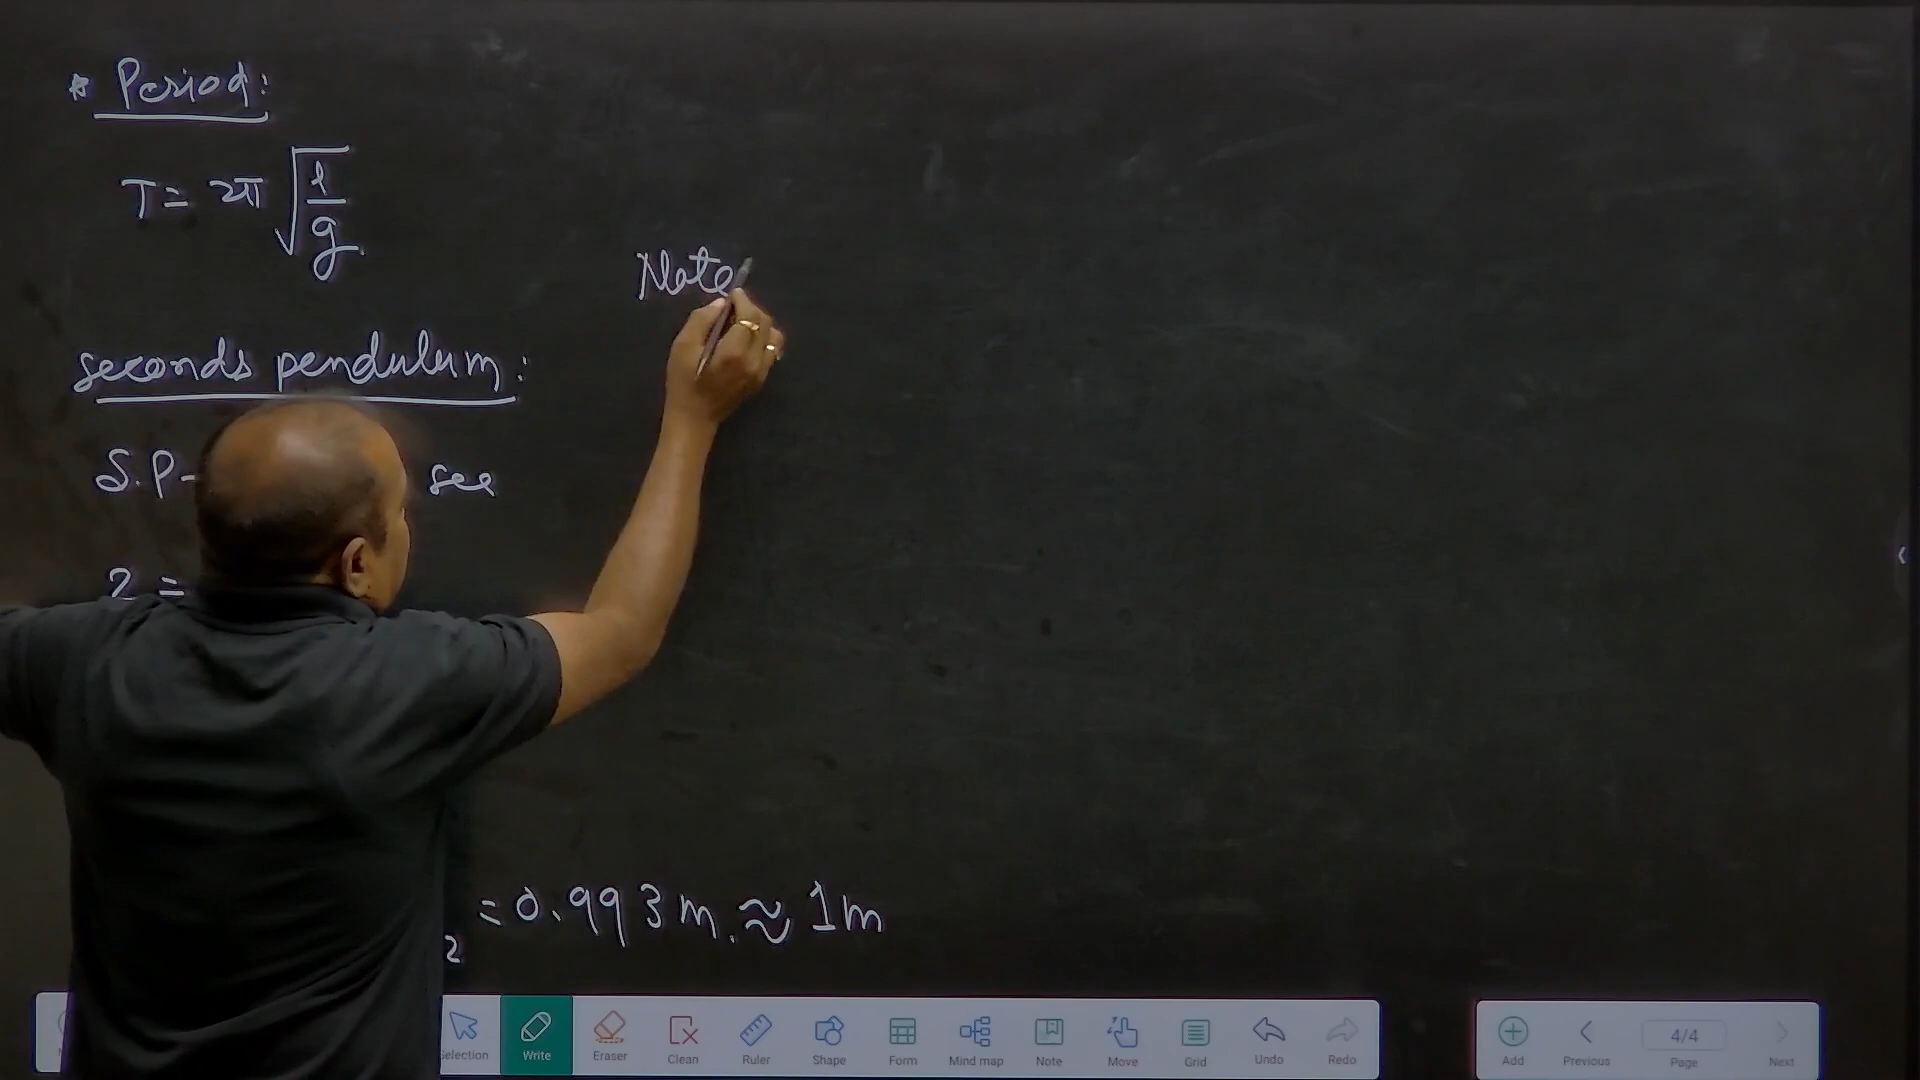 * Period:
T = 2π √(l/g)
seconds pendulum:
S.P - sec
2 =
Note
2 = 0.993 m. ≈ 1m
Selection Write Eraser Clean Ruler Shape Form Mind map Note Move Grid Undo Redo
Add Previous 4/4 Page Next